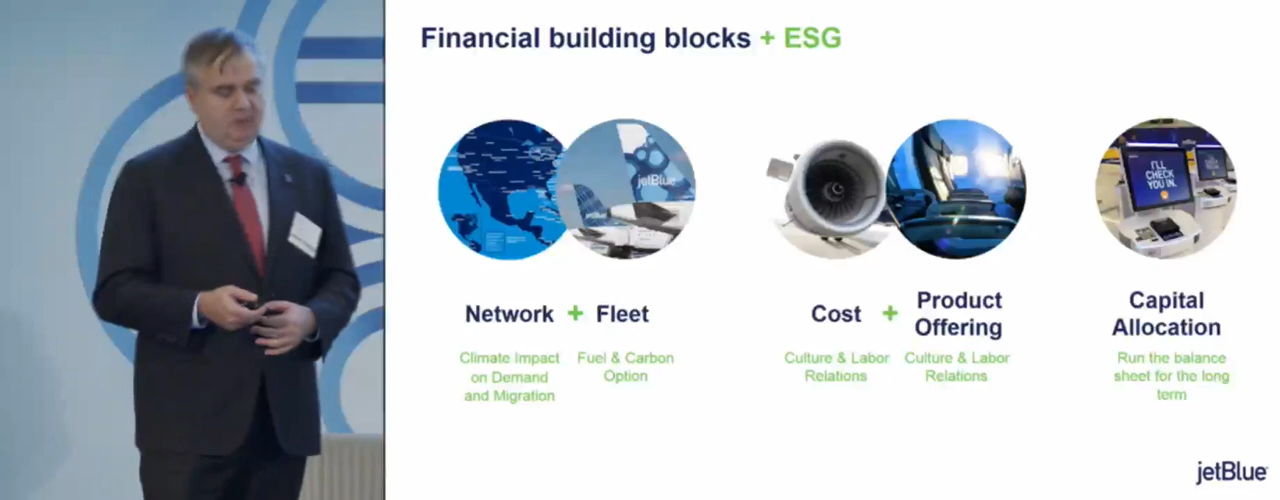 Financial building blocks + ESG
jetBlue
I'LL
CHECK
YOU IN.
Network + Fleet
Cost + Product
Offering
Capital
Allocation
Climate Impact
on Demand
and Migration
Fuel & Carbon
Option
Culture & Labor
Relations
Culture & Labor
Relations
Run the balance
sheet for the long
term
jetBlue